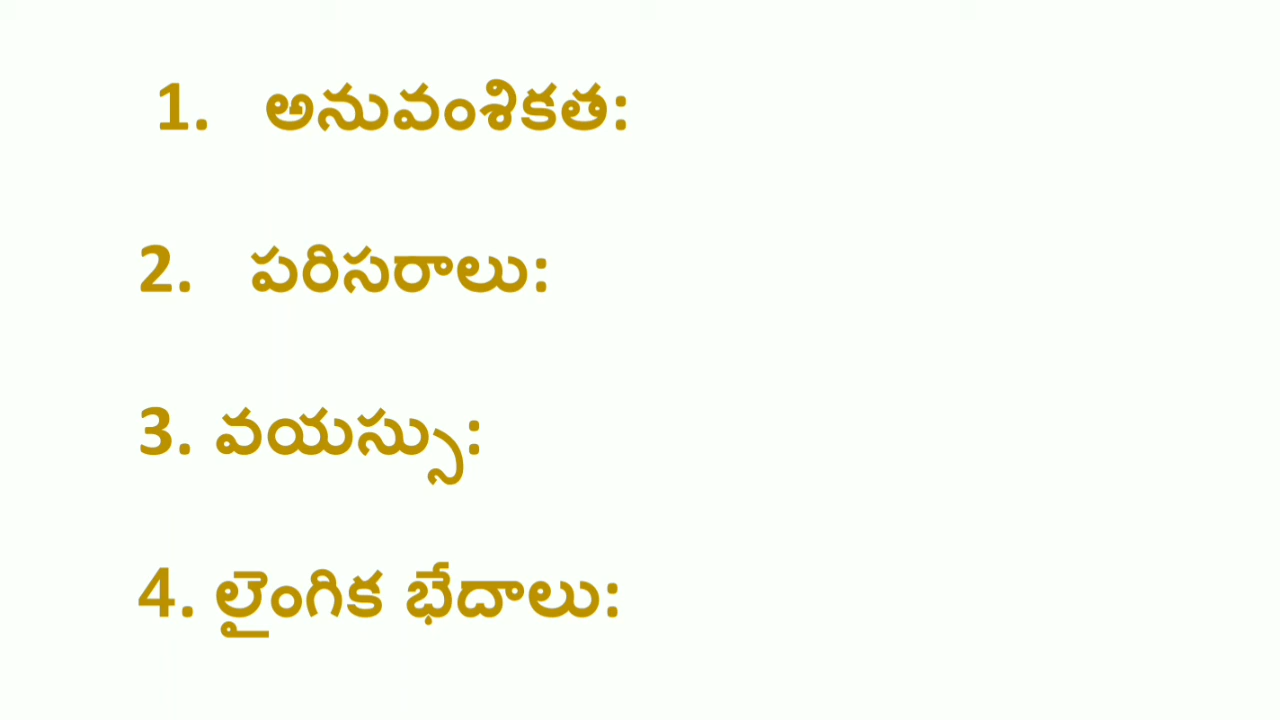 1. అనువంశికత:
2. పరిసరాలు:
3. వయస్సు:
4. లైంగిక భేదాలు: